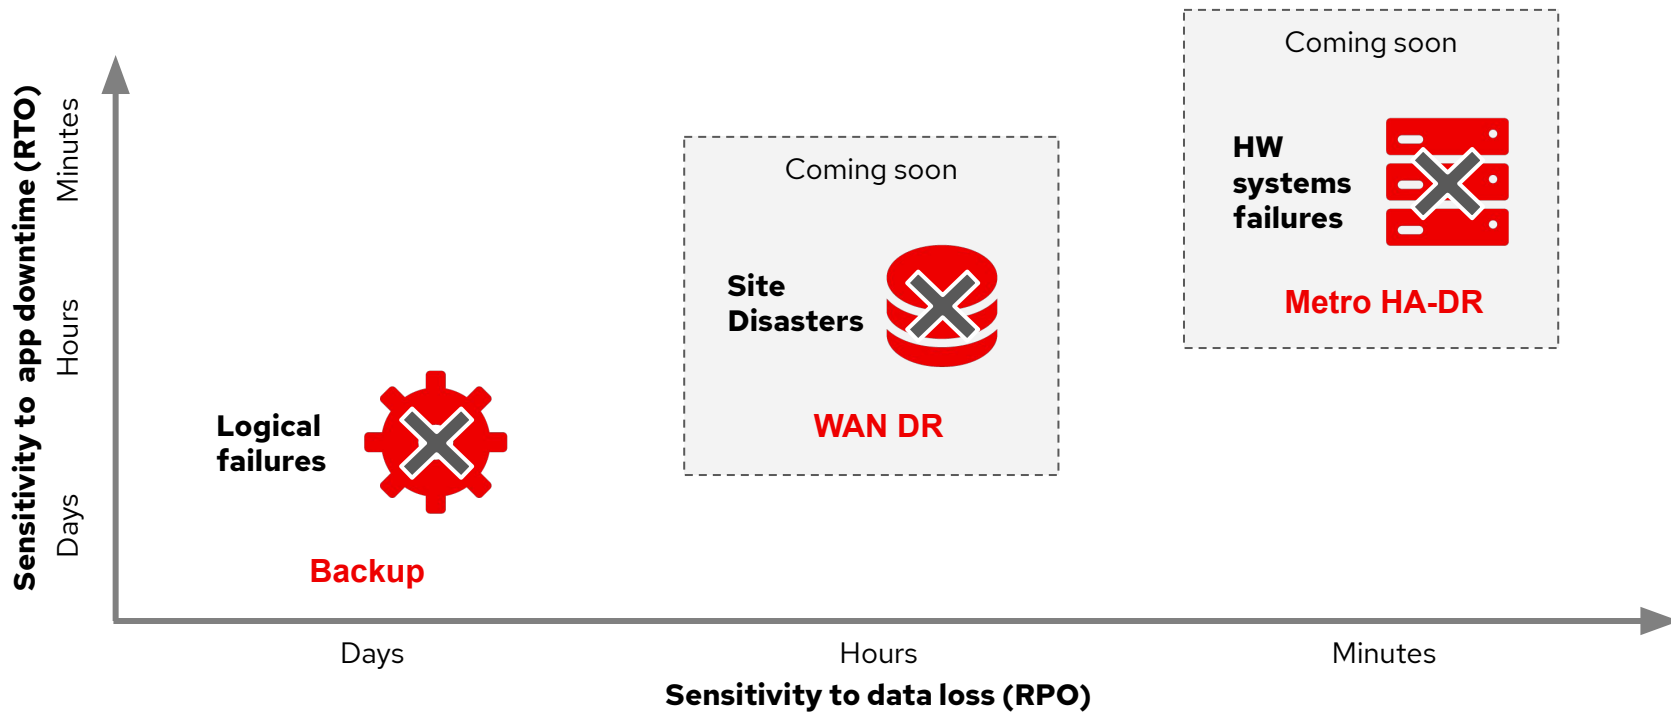 Coming soon
HW
systems
failures
Metro HA-DR
Coming soon
Site
Disasters
WAN DR
Logical
failures
Backup
Sensitivity to app downtime (RTO)
Minutes
Hours
Days
Days
Hours
Minutes
Sensitivity to data loss (RPO)